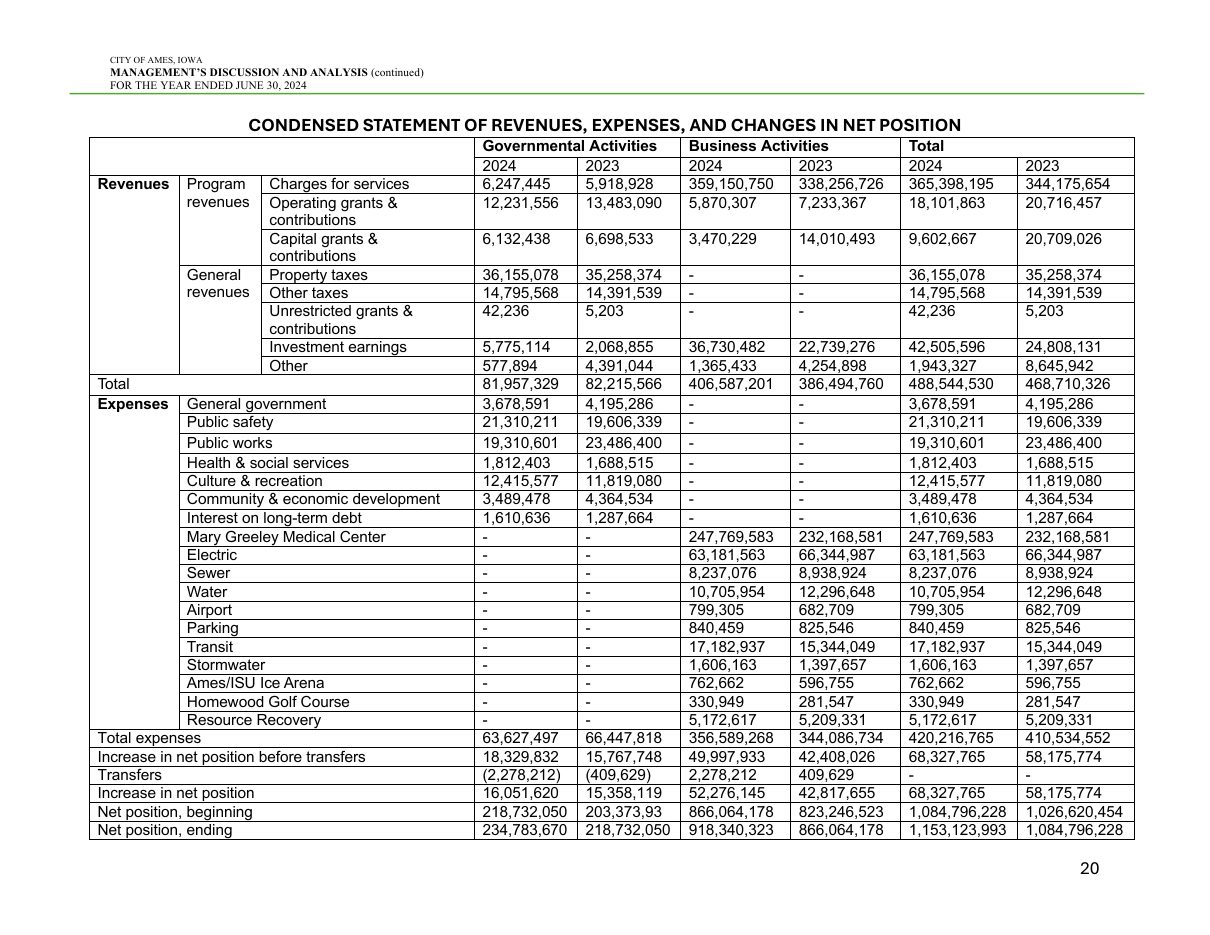 CITY OF AMES, IOWA
MANAGEMENT'S DISCUSSION AND ANALYSIS (continued)
FOR THE YEAR ENDED JUNE 30, 2024
CONDENSED STATEMENT OF REVENUES, EXPENSES, AND CHANGES IN NET POSITION
Governmental Activities Business Activities Total
2024 2023 2024 2023 2024 2023
Revenues Program revenues Charges for services 6,247,445 5,918,928 359,150,750 338,256,726 365,398,195 344,175,654
Operating grants & contributions 12,231,556 13,483,090 5,870,307 7,233,367 18,101,863 20,716,457
Capital grants & contributions 6,132,438 6,698,533 3,470,229 14,010,493 9,602,667 20,709,026
General revenues Property taxes 36,155,078 35,258,374 - - 36,155,078 35,258,374
Other taxes 14,795,568 14,391,539 - - 14,795,568 14,391,539
Unrestricted grants & contributions 42,236 5,203 - - 42,236 5,203
Investment earnings 5,775,114 2,068,855 36,730,482 22,739,276 42,505,596 24,808,131
Other 577,894 4,391,044 1,365,433 4,254,898 1,943,327 8,645,942
Total 81,957,329 82,215,566 406,587,201 386,494,760 488,544,530 468,710,326
Expenses General government 3,678,591 4,195,286 - - 3,678,591 4,195,286
Public safety 21,310,211 19,606,339 - - 21,310,211 19,606,339
Public works 19,310,601 23,486,400 - - 19,310,601 23,486,400
Health & social services 1,812,403 1,688,515 - - 1,812,403 1,688,515
Culture & recreation 12,415,577 11,819,080 - - 12,415,577 11,819,080
Community & economic development 3,489,478 4,364,534 - - 3,489,478 4,364,534
Interest on long-term debt 1,610,636 1,287,664 - - 1,610,636 1,287,664
Mary Greeley Medical Center - - 247,769,583 232,168,581 247,769,583 232,168,581
Electric - - 63,181,563 66,344,987 63,181,563 66,344,987
Sewer - - 8,237,076 8,938,924 8,237,076 8,938,924
Water - - 10,705,954 12,296,648 10,705,954 12,296,648
Airport - - 799,305 682,709 799,305 682,709
Parking - - 840,459 825,546 840,459 825,546
Transit - - 17,182,937 15,344,049 17,182,937 15,344,049
Stormwater - - 1,606,163 1,397,657 1,606,163 1,397,657
Ames/ISU Ice Arena - - 762,662 596,755 762,662 596,755
Homewood Golf Course - - 330,949 281,547 330,949 281,547
Resource Recovery - - 5,172,617 5,209,331 5,172,617 5,209,331
Total expenses 63,627,497 66,447,818 356,589,268 344,086,734 420,216,765 410,534,552
Increase in net position before transfers 18,329,832 15,767,748 49,997,933 42,408,026 68,327,765 58,175,774
Transfers (2,278,212) (409,629) 2,278,212 409,629 - -
Increase in net position 16,051,620 15,358,119 52,276,145 42,817,655 68,327,765 58,175,774
Net position, beginning 218,732,050 203,373,93 866,064,178 823,246,523 1,084,796,228 1,026,620,454
Net position, ending 234,783,670 218,732,050 918,340,323 866,064,178 1,153,123,993 1,084,796,228
20